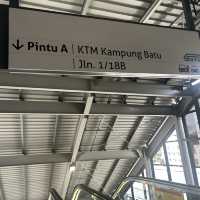 Pintu A
KTM Kampung Batu
Jln. 1/18B